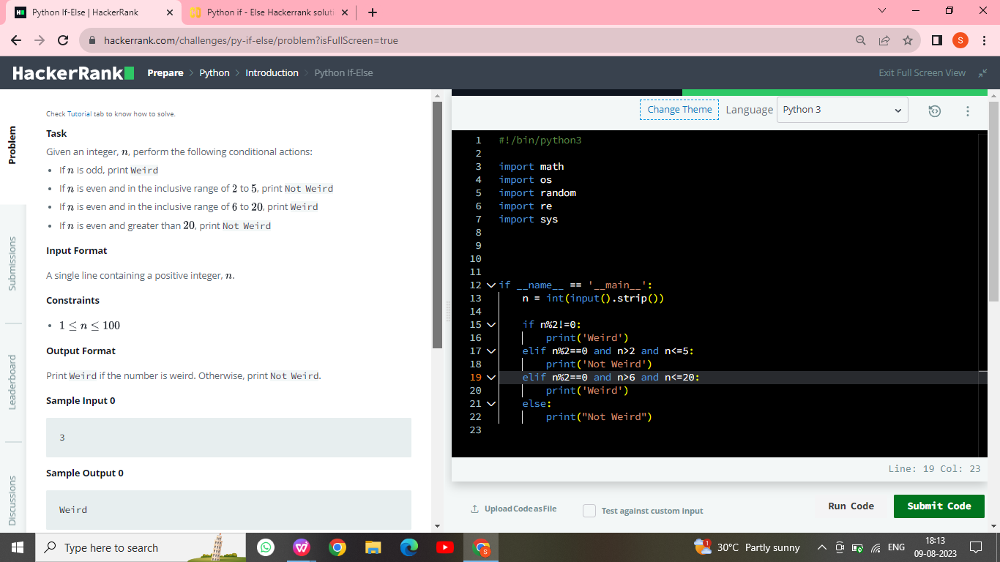 Python If-Else | HackerRank
Python if - Else Hackerrank soluti
hackerrank.com/challenges/py-if-else/problem?isFullScreen=true
S
HackerRank
Prepare > Python > Introduction > Python If-Else
Exit Full Screen View
Problem
Submissions
Leaderboard
Discussions
Check Tutorial tab to know how to solve.
Task
Given an integer, n, perform the following conditional actions:
• If n is odd, print Weird
• If n is even and in the inclusive range of 2 to 5, print Not Weird
• If n is even and in the inclusive range of 6 to 20, print Weird
• If n is even and greater than 20, print Not Weird
Input Format
A single line containing a positive integer, n.
Constraints
• 1 ≤ n ≤ 100
Output Format
Print Weird if the number is weird. Otherwise, print Not Weird.
Sample Input 0
3
Sample Output 0
Weird
Change Theme Language Python 3
1 #!/bin/python3
2
3 import math
4 import os
5 import random
6 import re
7 import sys
8
9
10
11
12 if __name__ == '__main__':
13 n = int(input().strip())
14
15 if n%2!=0:
16 print('Weird')
17 elif n%2==0 and n>2 and n<=5:
18 print('Not Weird')
19 elif n%2==0 and n>6 and n<=20:
20 print('Weird')
21 else:
22 print("Not Weird")
23
Line: 19 Col: 23
Upload Code as File
Test against custom input
Run Code
Submit Code
Type here to search
S
1
30°C Partly sunny
ENG
18:13
09-08-2023